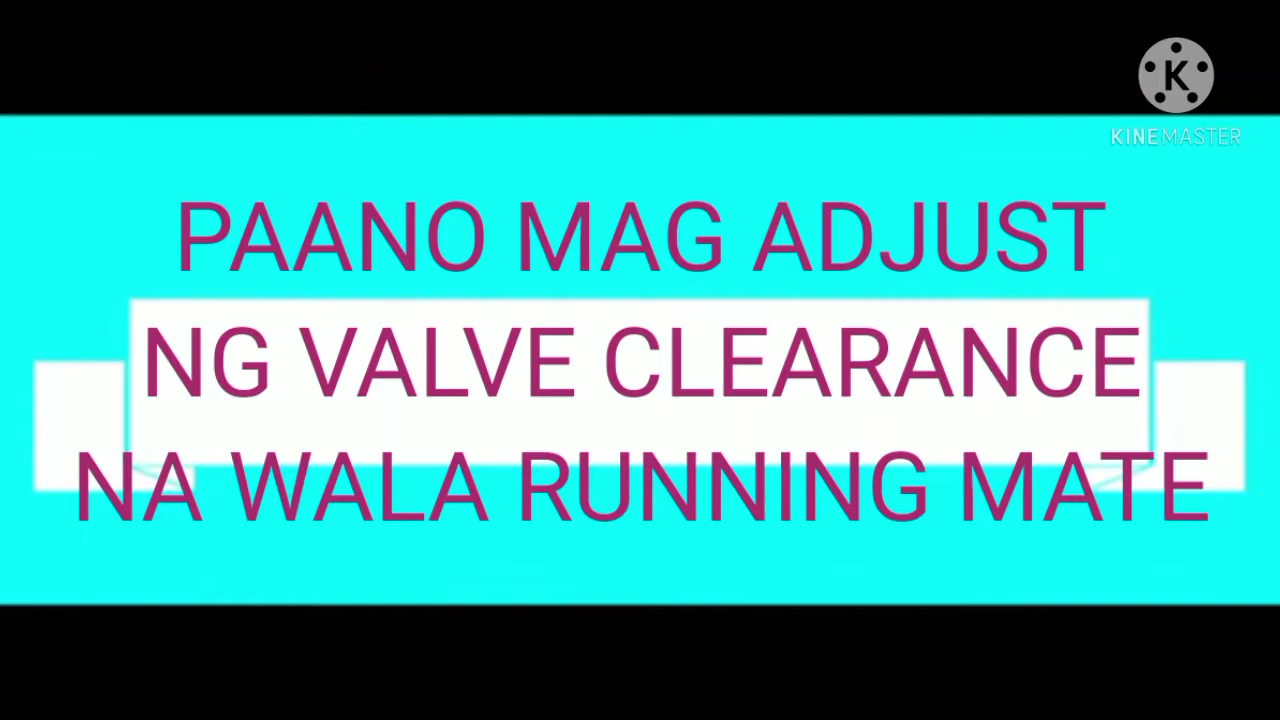 KINEMASTER
PAANO MAG ADJUST
NG VALVE CLEARANCE
NA WALA RUNNING MATE